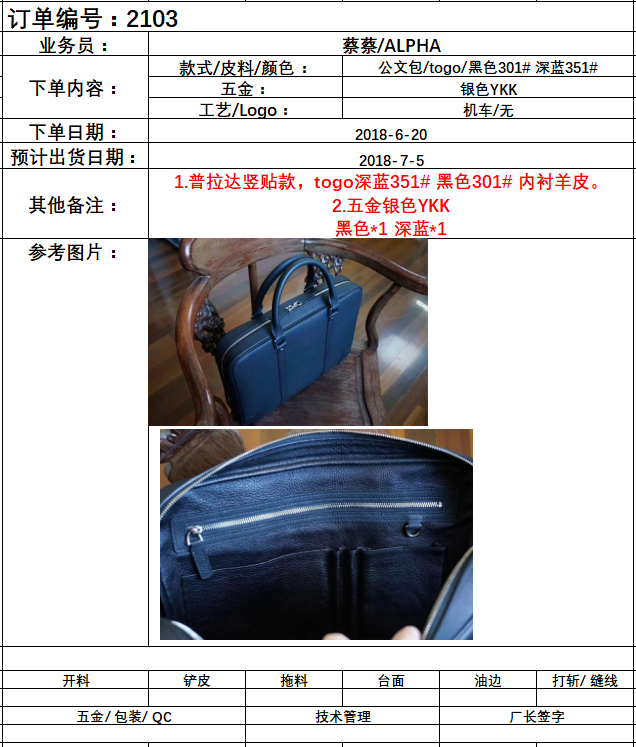 订单编号：2103
业务员： 蔡蔡/ALPHA
下单内容： 款式/皮料/颜色： 公文包/togo/黑色301# 深蓝351#
五金： 银色YKK
工艺/Logo： 机车/无
下单日期： 2018-6-20
预计出货日期： 2018-7-5
其他备注： 1.普拉达竖贴款，togo深蓝351# 黑色301# 内衬羊皮。
2.五金银色YKK
黑色*1 深蓝*1
参考图片：
开料 铲皮 拖料 台面 油边 打斩/ 缝线
五金/ 包装/ QC 技术管理 厂长签字